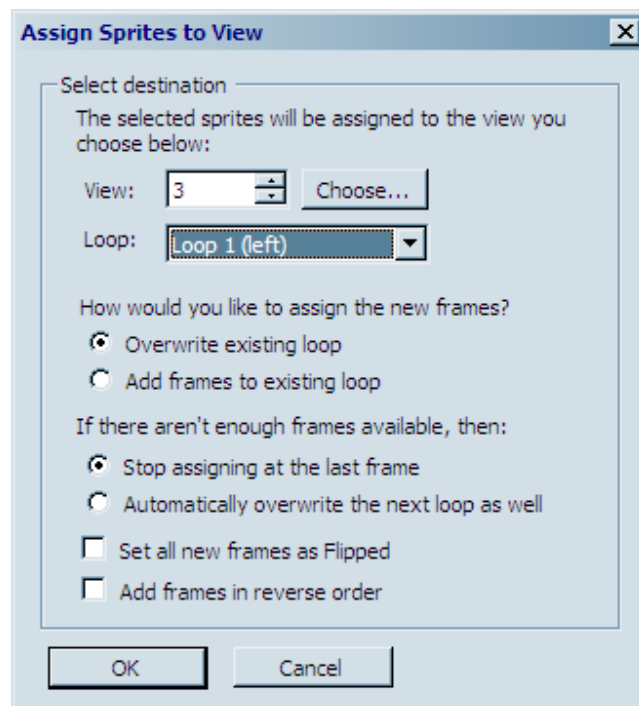 Assign Sprites to View
Select destination
The selected sprites will be assigned to the view you
choose below:
View: 3 Choose...
Loop: Loop 1 (left)
How would you like to assign the new frames?
Overwrite existing loop
Add frames to existing loop
If there aren't enough frames available, then:
Stop assigning at the last frame
Automatically overwrite the next loop as well
Set all new frames as Flipped
Add frames in reverse order
OK Cancel